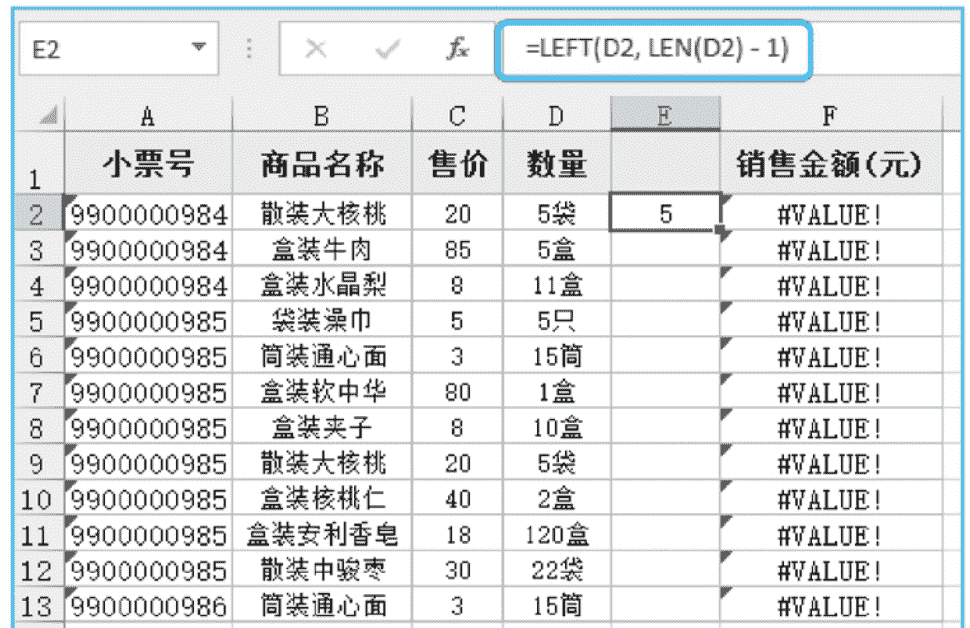 E2 fx =LEFT(D2, LEN(D2) - 1)
A B C D E F
1 小票号 商品名称 售价 数量 销售金额(元)
2 9900000984 散装大核桃 20 5袋 5 #VALUE!
3 9900000984 盒装牛肉 85 5盒 #VALUE!
4 9900000984 盒装水晶梨 8 11盒 #VALUE!
5 9900000985 袋装澡巾 5 5只 #VALUE!
6 9900000985 筒装通心面 3 15筒 #VALUE!
7 9900000985 盒装软中华 80 1盒 #VALUE!
8 9900000985 盒装夹子 8 10盒 #VALUE!
9 9900000985 散装大核桃 20 5袋 #VALUE!
10 9900000985 盒装核桃仁 40 2盒 #VALUE!
11 9900000985 盒装安利香皂 18 120盒 #VALUE!
12 9900000985 散装中骏枣 30 22袋 #VALUE!
13 9900000986 筒装通心面 3 15筒 #VALUE!